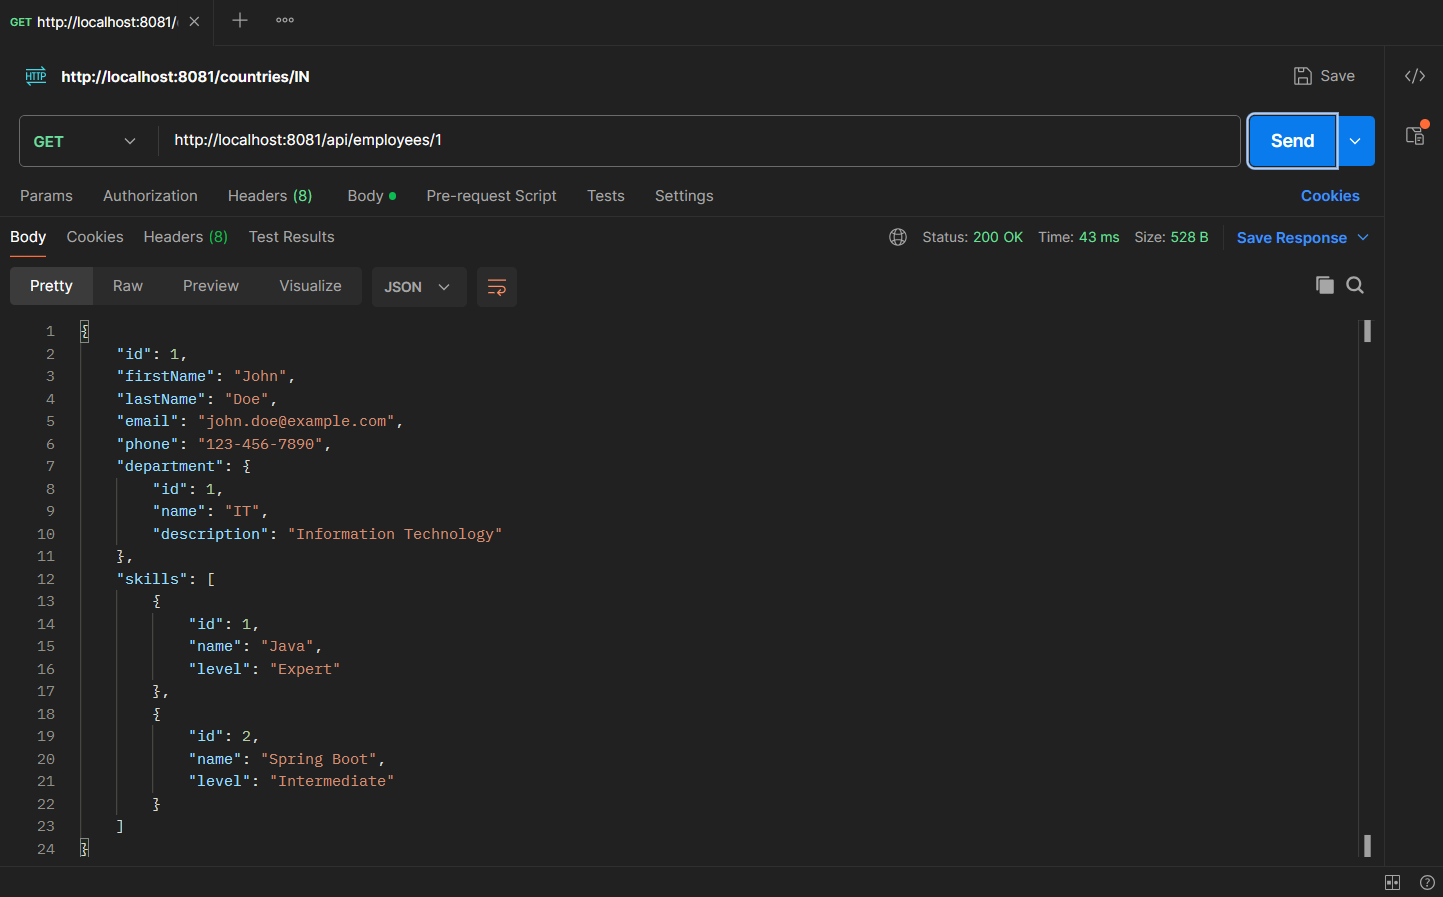 GET http://localhost:8081/
http://localhost:8081/countries/IN
Save
GET http://localhost:8081/api/employees/1 Send
Params Authorization Headers (8) Body Pre-request Script Tests Settings Cookies
Body Cookies Headers (8) Test Results Status: 200 OK Time: 43 ms Size: 528 B Save Response
Pretty Raw Preview Visualize JSON
1 {
2 "id": 1,
3 "firstName": "John",
4 "lastName": "Doe",
5 "email": "john.doe@example.com",
6 "phone": "123-456-7890",
7 "department": {
8 "id": 1,
9 "name": "IT",
10 "description": "Information Technology"
11 },
12 "skills": [
13 {
14 "id": 1,
15 "name": "Java",
16 "level": "Expert"
17 },
18 {
19 "id": 2,
20 "name": "Spring Boot",
21 "level": "Intermediate"
22 }
23 ]
24 }